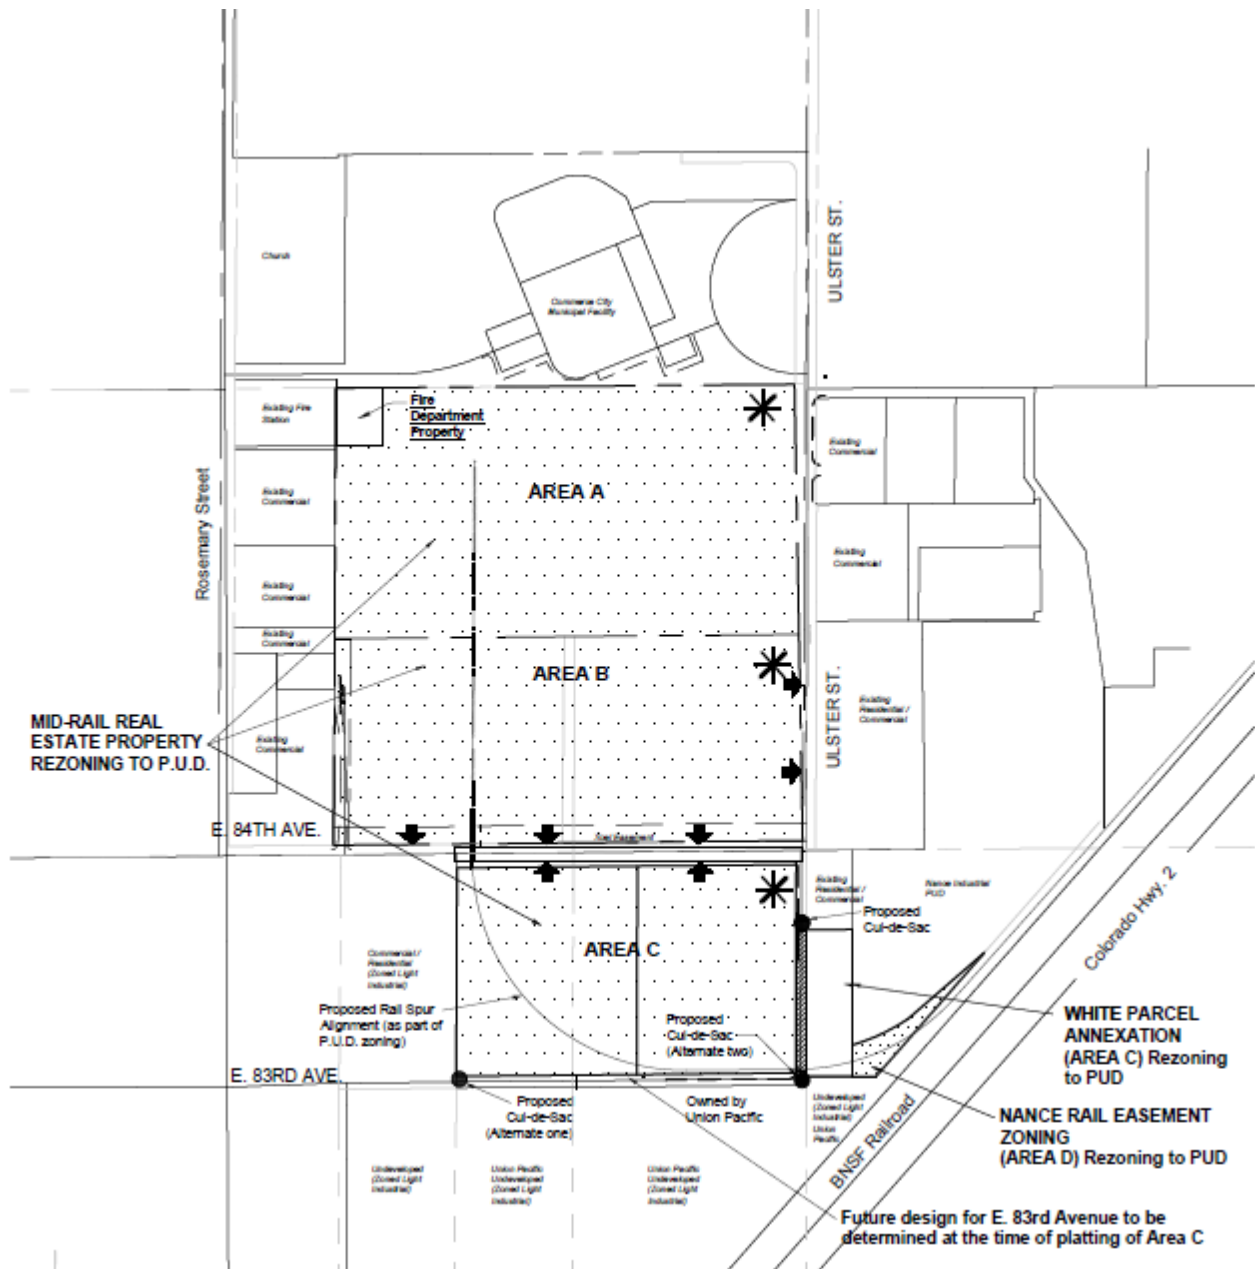 Church
Commerce City
Municipal Facility
ULSTER ST.
Existing Fire
Station
Fire
Department
Property
Existing
Commercial
Rosemary Street
Existing
Commercial
AREA A
Existing
Commercial
Existing
Commercial
Existing
Commercial
AREA B
ULSTER ST.
Existing
Residential /
Commercial
MID-RAIL REAL
ESTATE PROPERTY
REZONING TO P.U.D.
Existing
Commercial
E. 84TH AVE.
Easement
Existing
Residential /
Commercial
Nance Industrial
PUD
Colorado Hwy. 2
Proposed
Cul-de-Sac
AREA C
Commercial /
Residential
(Zoned Light
Industrial)
Proposed Rail Spur
Alignment (as part of
P.U.D. zoning)
Proposed
Cul-de-Sac
(Alternate two)
WHITE PARCEL
ANNEXATION
(AREA C) Rezoning
to PUD
E. 83RD AVE.
Proposed
Cul-de-Sac
(Alternate one)
Owned by
Union Pacific
Undeveloped
(Zoned Light
Industrial)
Union
Pacific
BNSF Railroad
NANCE RAIL EASEMENT
ZONING
(AREA D) Rezoning to PUD
Undeveloped
(Zoned Light
Industrial)
Union Pacific
Undeveloped
(Zoned Light
Industrial)
Union Pacific
Undeveloped
(Zoned Light
Industrial)
Future design for E. 83rd Avenue to be
determined at the time of platting of Area C